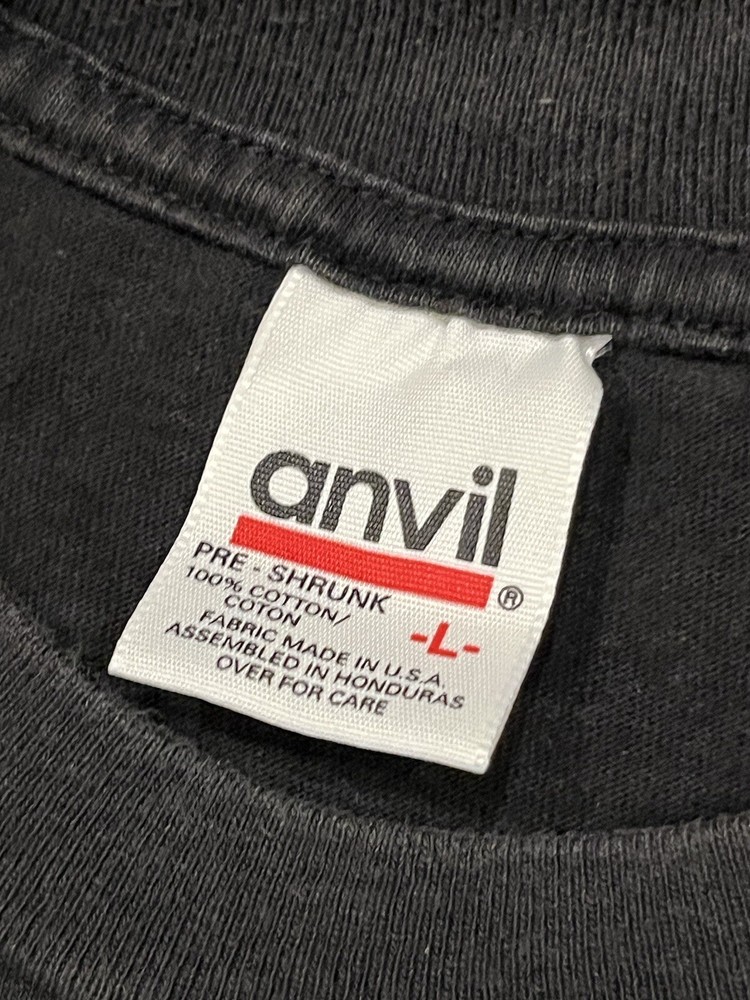 anvil
®
PRE - SHRUNK
100% COTTON/
COTON
-L-
FABRIC MADE IN U.S.A.
ASSEMBLED IN HONDURAS
OVER FOR CARE